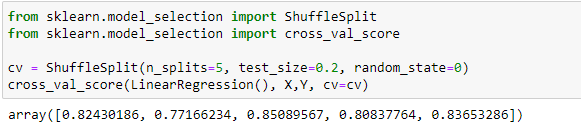 from sklearn.model_selection import ShuffleSplit
from sklearn.model_selection import cross_val_score
cv = ShuffleSplit(n_splits=5, test_size=0.2, random_state=0)
cross_val_score(LinearRegression(), X,Y, cv=cv)
array([0.82430186, 0.77166234, 0.85089567, 0.80837764, 0.83653286])